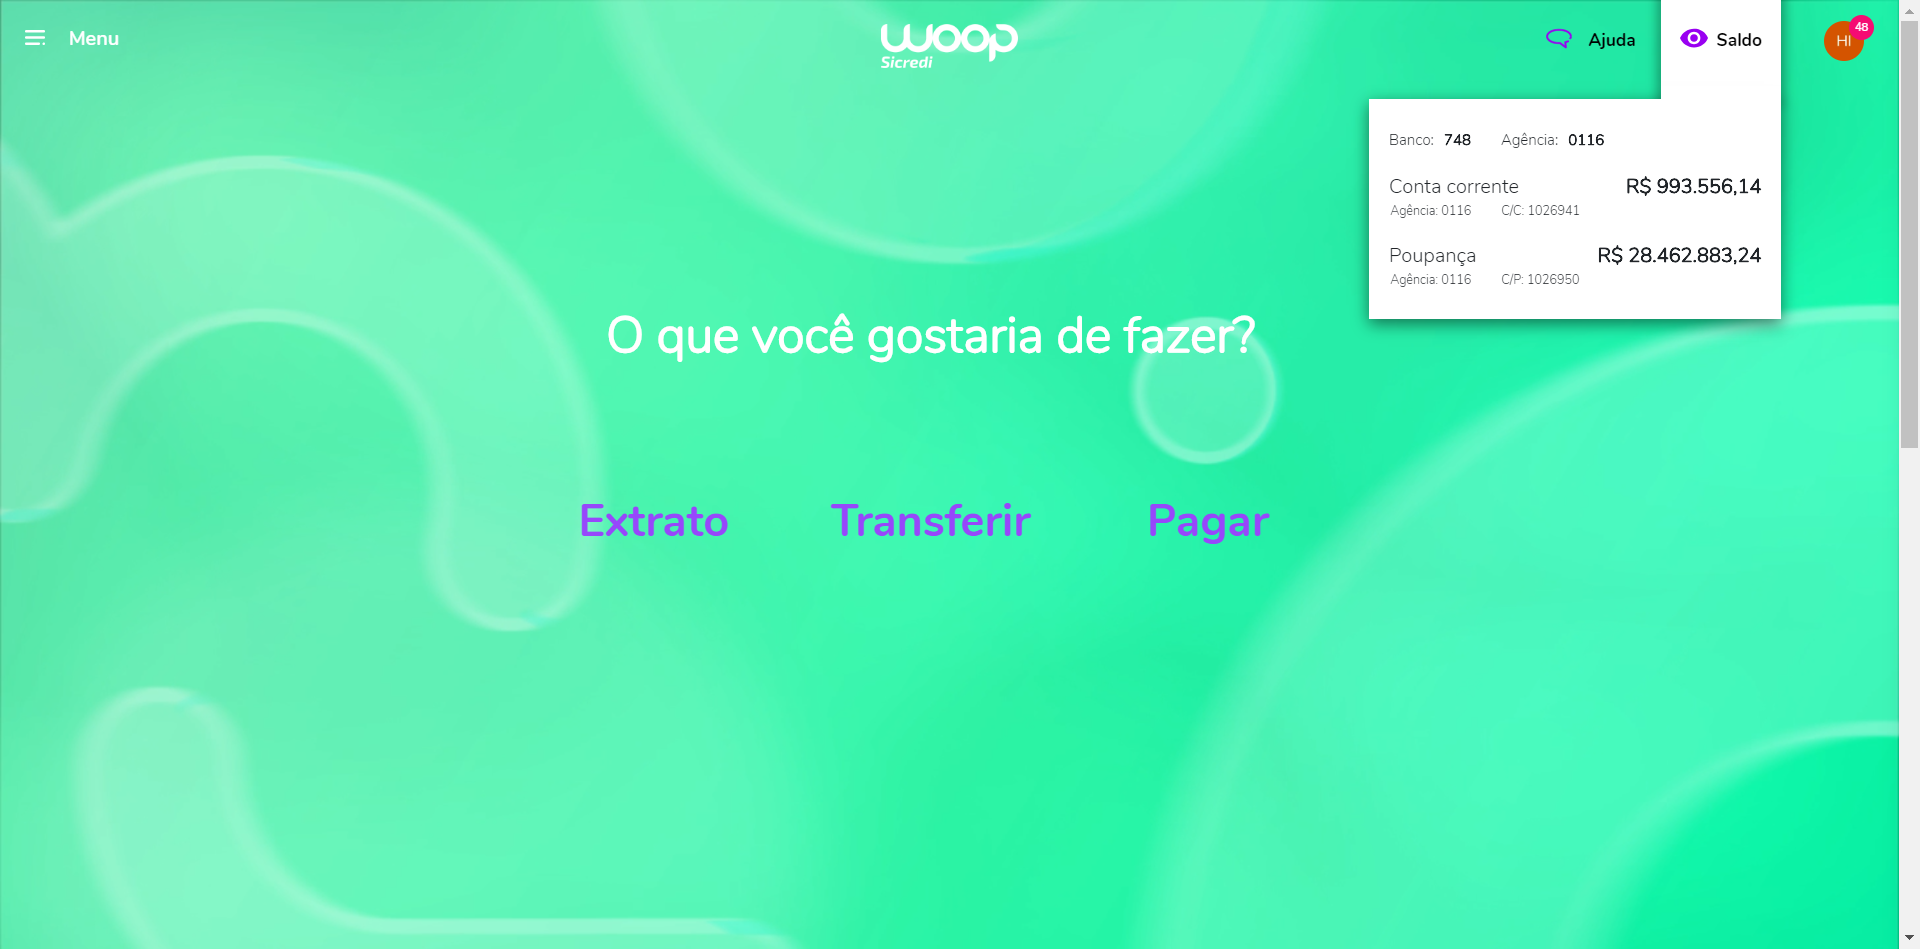 Menu
woop
Sicredi
Ajuda
Saldo
HI
48
Banco: 748 Agência: 0116
Conta corrente R$ 993.556,14
Agência: 0116 C/C: 1026941
Poupança R$ 28.462.883,24
Agência: 0116 C/P: 1026950
O que você gostaria de fazer?
Extrato Transferir Pagar